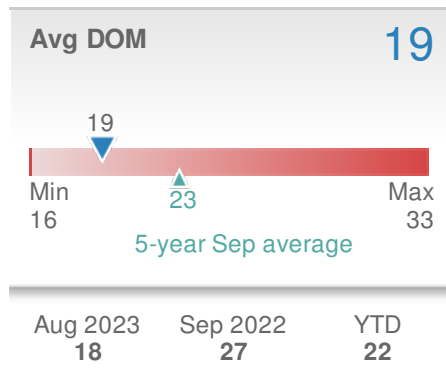 Avg DOM 19
19
Min Max
16 23 33
5-year Sep average
Aug 2023 Sep 2022 YTD
18 27 22